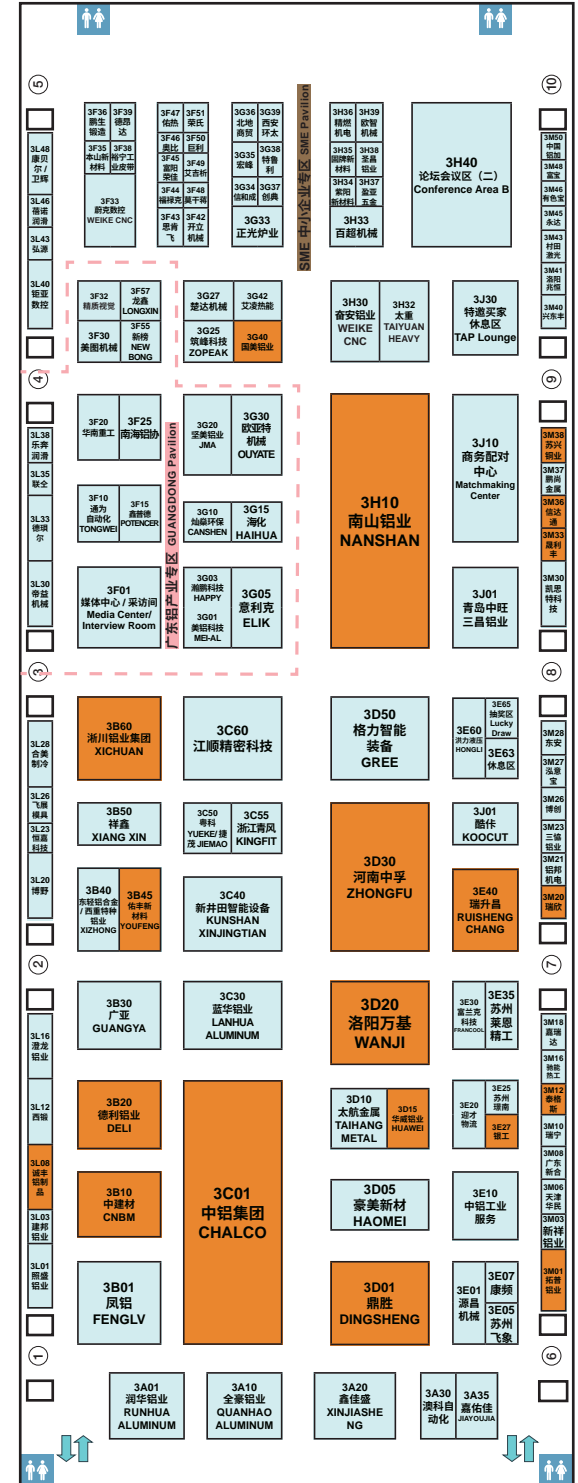 ⑤
⑩
3L48
康贝
尔/
卫辉
3L46
蓓诺
润滑
3L43
弘源
3L40
钜亚
数控
3F36
鹏生
锻造
3F39
德昂
达
3F35
本山新
材料
3F38
裕宁工
业皮带
3F33
蔚克数控
WEIKE CNC
3F47
佑热
3F51
荣氏
3F46
奥比
3F50
巨利
3F45
富阳
荣佳
3F49
艾吉析
3F44
福禄克
3F48
莫干蒋
3F43
思肯
飞
3F42
开立
机械
3G36
北地
商贸
3G39
西安
环太
3G35
宏峰
3G38
特鲁
利
3G34
信和成
3G37
创典
3G33
正光炉业
SME 中小企业专区 SME Pavilion
3H36
精燃
机电
3H39
欧智
机械
3H35
固牌新
材料
3H38
圣昌
铝业
3H34
紫阳
新材料
3H37
盈亚
五金
3H33
百超机械
3H40
论坛会议区（二）
Conference Area B
3M50
中国
铝加
3M48
富宝
3M46
有色宝
3M45
永达
3M43
村田
激光
3M41
洛阳
兆恒
3M40
兴东丰
3F32
精质视觉
3F57
龙鑫
LONGXIN
3F30
美图机械
3F55
新榜
NEW
BONG
3G27
楚达机械
3G42
艾凌热能
3G25
筑峰科技
ZOPEAK
3G40
国美铝业
3H30
奋安铝业
WEIKE
CNC
3H32
太重
TAIYUAN
HEAVY
3J30
特邀买家
休息区
TAP Lounge
④
⑨
3L38
乐奔
润滑
3L35
联全
3L33
德瑱
尔
3L30
帝益
机械
3F20
华南重工
3F25
南海铝协
3F10
通为
自动化
TONGWEI
3F15
鑫普德
POTENCER
3F01
媒体中心 / 采访间
Media Center/
Interview Room
广东铝产业专区 GUANGDONG Pavilion
3G20
坚美铝业
JMA
3G30
欧亚特
机械
OUYATE
3G10
灿燊环保
CANSHEN
3G15
海化
HAIHUA
3G03
瀚鹏科技
HAPPY
3G01
美铝科技
MEI-AL
3G05
意利克
ELIK
3H10
南山铝业
NANSHAN
3J10
商务配对
中心
Matchmaking
Center
3J01
青岛中旺
三昌铝业
3M38
苏兴
铜业
3M37
鹏尚
金属
3M36
信达
通
3M33
晟利
丰
3M30
凯思
特科
技
③
⑧
3L28
合美
制冷
3L26
飞展
模具
3L23
恒嘉
科技
3L20
博野
3B60
淅川铝业集团
XICHUAN
3C60
江顺精密科技
3D50
格力智能
装备
GREE
3E60
洪力液压
HONGLI
3E65
抽奖区
Lucky
Draw
3E63
休息区
3M28
东安
3M27
泓意
宝
3M26
博创
3M23
三協
铝业
3M21
铝邦
机电
3M20
瑞欣
3B50
祥鑫
XIANG XIN
3C50
粤科
YUEKE/ 捷
茂 JIEMAO
3C55
浙江青风
KINGFIT
3D30
河南中孚
ZHONGFU
3J01
酷佧
KOOCUT
3B40
东轻铝合金
/ 西重特种
铝业
XIZHONG
3B45
佑丰新
材料
YOUFENG
3C40
新井田智能设备
KUNSHAN
XINJINGTIAN
3E40
瑞升昌
RUISHENG
CHANG
②
⑦
3L16
澄龙
铝业
3L12
西锻
3L08
诚丰
铝制
品
3L03
建邦
铝业
3L01
照盛
铝业
3B30
广亚
GUANGYA
3C30
蓝华铝业
LANHUA
ALUMINUM
3D20
洛阳万基
WANJI
3E30
富兰克
科技
FRANCOOL
3E35
苏州
莱恩
精工
3M18
嘉瑞
达
3M16
驰能
热工
3M12
泰格
斯
3M10
瑞宁
3M08
广东
新合
3M06
天津
华民
3M03
新祥
铝业
3M01
拓普
铝业
3B20
德利铝业
DELI
3C01
中铝集团
CHALCO
3D10
太航金属
TAIHANG
METAL
3D15
华威铝业
HUAWEI
3E20
迎才
物流
3E25
苏州
璟南
3E27
银工
3B10
中建材
CNBM
3D05
豪美新材
HAOMEI
3E10
中铝工业
服务
3B01
凤铝
FENGLV
3D01
鼎胜
DINGSHENG
3E01
源昌
机械
3E07
康频
3E05
苏州
飞象
①
⑥
3A01
润华铝业
RUNHUA
ALUMINUM
3A10
全豪铝业
QUANHAO
ALUMINUM
3A20
鑫佳盛
XINJIASHE
NG
3A30
澳科自
动化
3A35
嘉佑佳
JIAYOUJIA